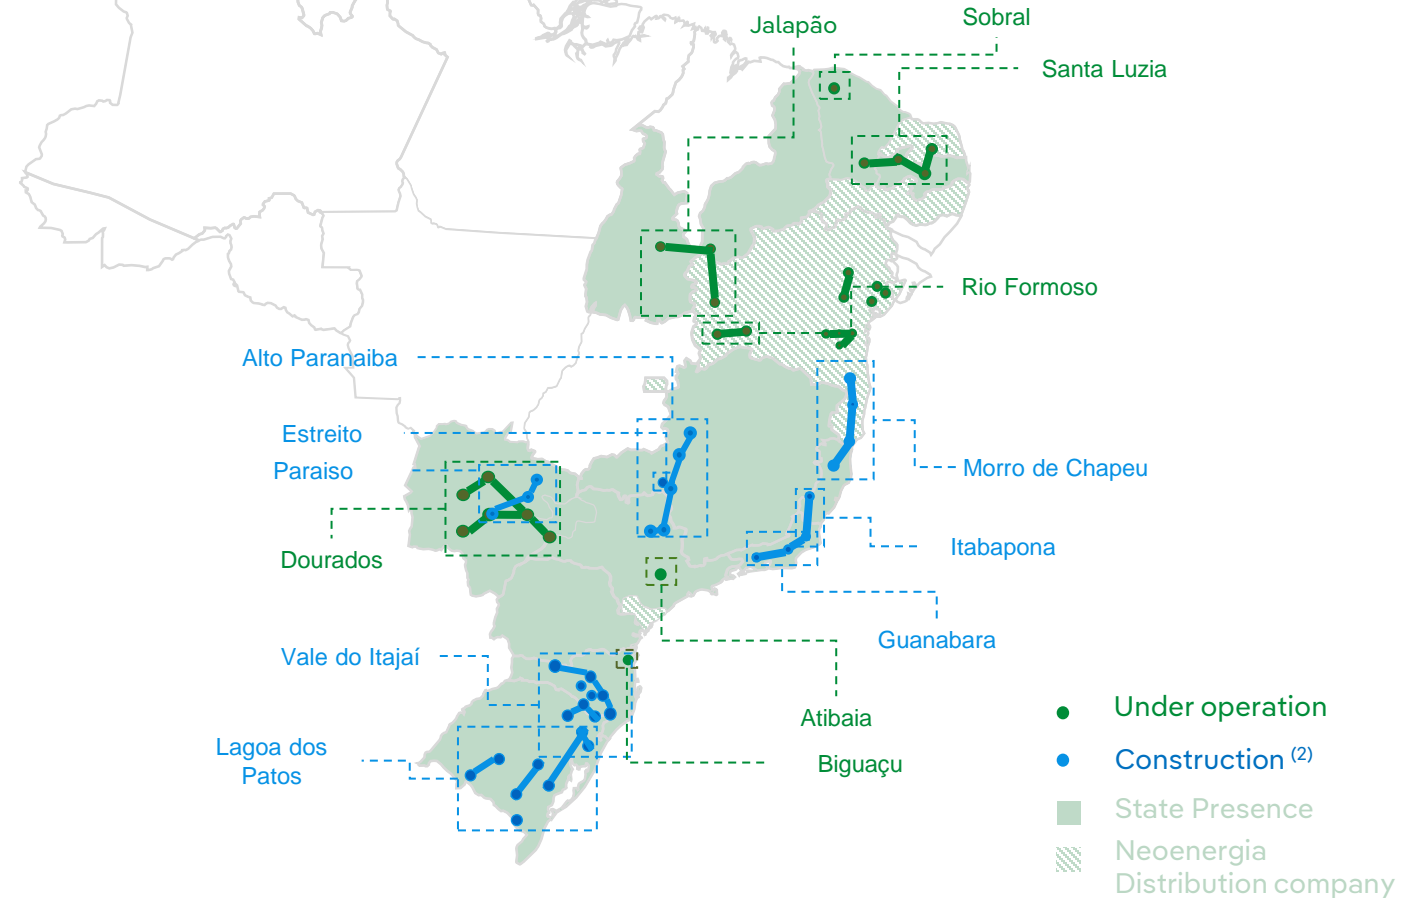 Sobral
Jalapão
Santa Luzia
Rio Formoso
Alto Paranaiba
Estreito
Paraiso
Morro de Chapeu
Itabapona
Dourados
Guanabara
Vale do Itajaí
Atibaia
Lagoa dos
Patos
Biguaçu
Under operation
Construction (2)
State Presence
Neoenergia
Distribution company